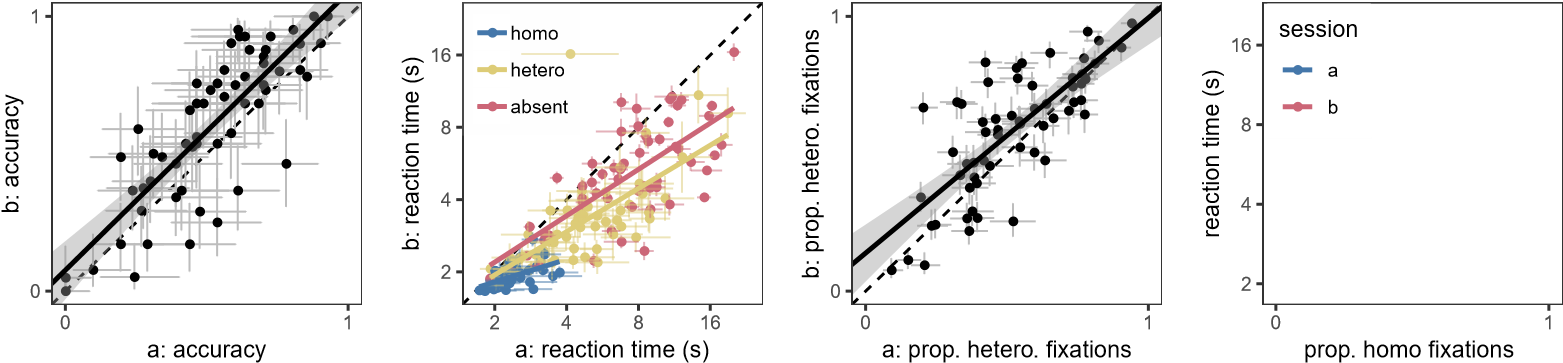 b: accuracy
1
0
0
1
a: accuracy
b: reaction time (s)
16
8
4
2
homo
hetero
absent
2
4
8
16
a: reaction time (s)
b: prop. hetero. fixations
1
0
0
1
a: prop. hetero. fixations
reaction time (s)
16
8
4
2
session
a
b
0
1
prop. homo fixations